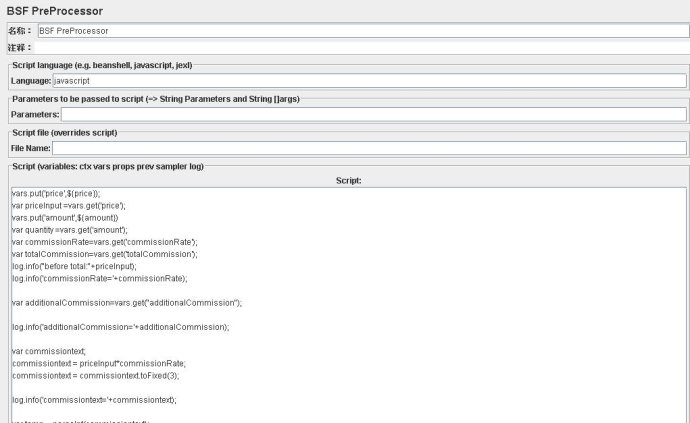 BSF PreProcessor
名称： BSF PreProcessor
注释：
Script language (e.g. beanshell, javascript, jexl)
Language: javascript
Parameters to be passed to script (=> String Parameters and String []args)
Parameters:
Script file (overrides script)
File Name:
Script (variables: ctx vars props prev sampler log)
Script:
vars.put('price',${price});
var priceInput =vars.get('price');
vars.put('amount',${amount})
var quantity =vars.get('amount');
var commissionRate=vars.get('commissionRate');
var totalCommission=vars.get('totalCommission');
log.info("before total:"+priceInput);
log.info('commissionRate='+commissionRate);
var additionalCommission=vars.get("additionalCommission");
log.info('additionalCommission='+additionalCommission);
var commissiontext;
commissiontext = priceInput*commissionRate;
commissiontext = commissiontext.toFixed(3);
log.info('commissiontext='+commissiontext);